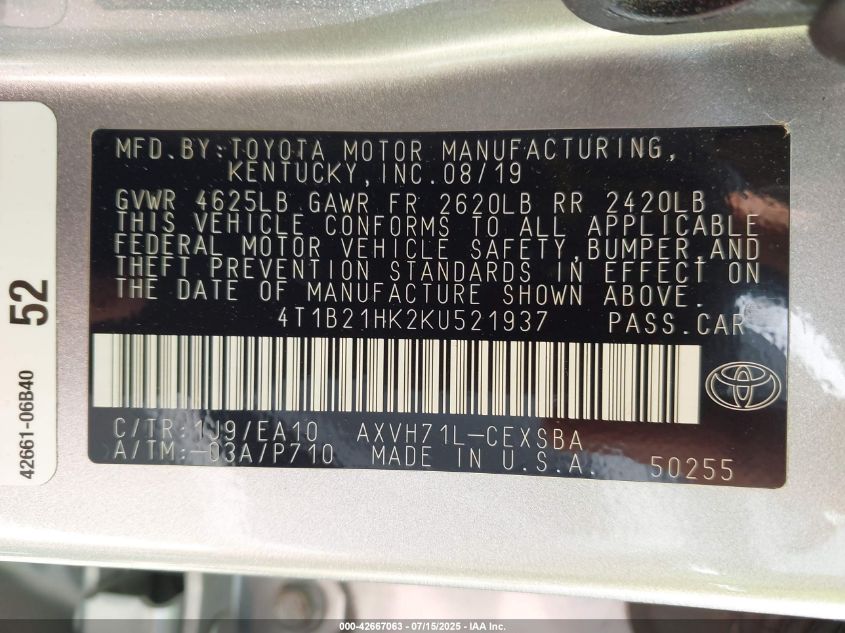 MFD.BY:TOYOTA MOTOR MANUFACTURING,
KENTUCKY,INC.08/19
GVWR 4625LB GAWR FR 2620LB RR 2420LB
THIS VEHICLE CONFORMS TO ALL APPLICABLE
FEDERAL MOTOR VEHICLE SAFETY,BUMPER,AND
THEFT PREVENTION STANDARDS IN EFFECT ON
THE DATE OF MANUFACTURE SHOWN ABOVE.
4T1B21HK2KU521937 PASS.CAR
C/TR:1J9/EA10 AXVH71L-CEXSBA
A/TM:-03A/P710 MADE IN U.S.A. 50255
52
42661-06B40
000-42667063 - 07/15/2025 - IAA Inc.